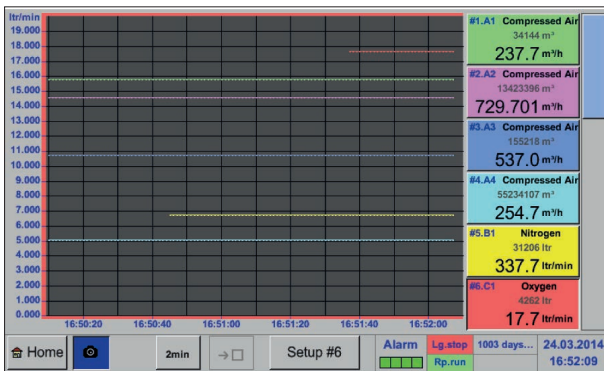 ltr/min
19.000
18.000
17.000
16.000
15.000
14.000
13.000
12.000
11.000
10.000
9.000
8.000
7.000
6.000
5.000
4.000
3.000
2.000
1.000
0.000
16:50:20 16:50:40 16:51:00 16:51:20 16:51:40 16:52:00
#1.A1 Compressed Air
34144 m³
237.7 m³/h
#2.A2 Compressed Air
13423396 m³
729.701 m³/h
#3.A3 Compressed Air
155218 m³
537.0 m³/h
#4.A4 Compressed Air
55234107 m³
254.7 m³/h
#5.B1 Nitrogen
31206 ltr
337.7 ltr/min
#6.C1 Oxygen
4262 ltr
17.7 ltr/min
Home
2min
Setup #6
Alarm
Lg.stop
Rp.run
1003 days...
24.03.2014
16:52:09